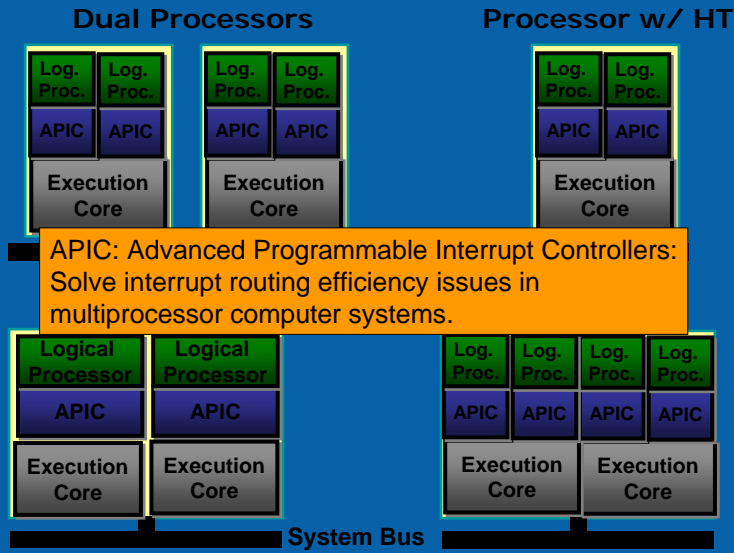 Dual Processors
Processor w/ HT
Log. Proc.
Log. Proc.
APIC
APIC
Execution Core
Log. Proc.
Log. Proc.
APIC
APIC
Execution Core
Log. Proc.
Log. Proc.
APIC
APIC
Execution Core
APIC: Advanced Programmable Interrupt Controllers:
Solve interrupt routing efficiency issues in
multiprocessor computer systems.
Logical Processor
APIC
Execution Core
Logical Processor
APIC
Execution Core
Log. Proc.
Log. Proc.
Log. Proc.
Log. Proc.
APIC
APIC
APIC
APIC
Execution Core
Execution Core
System Bus